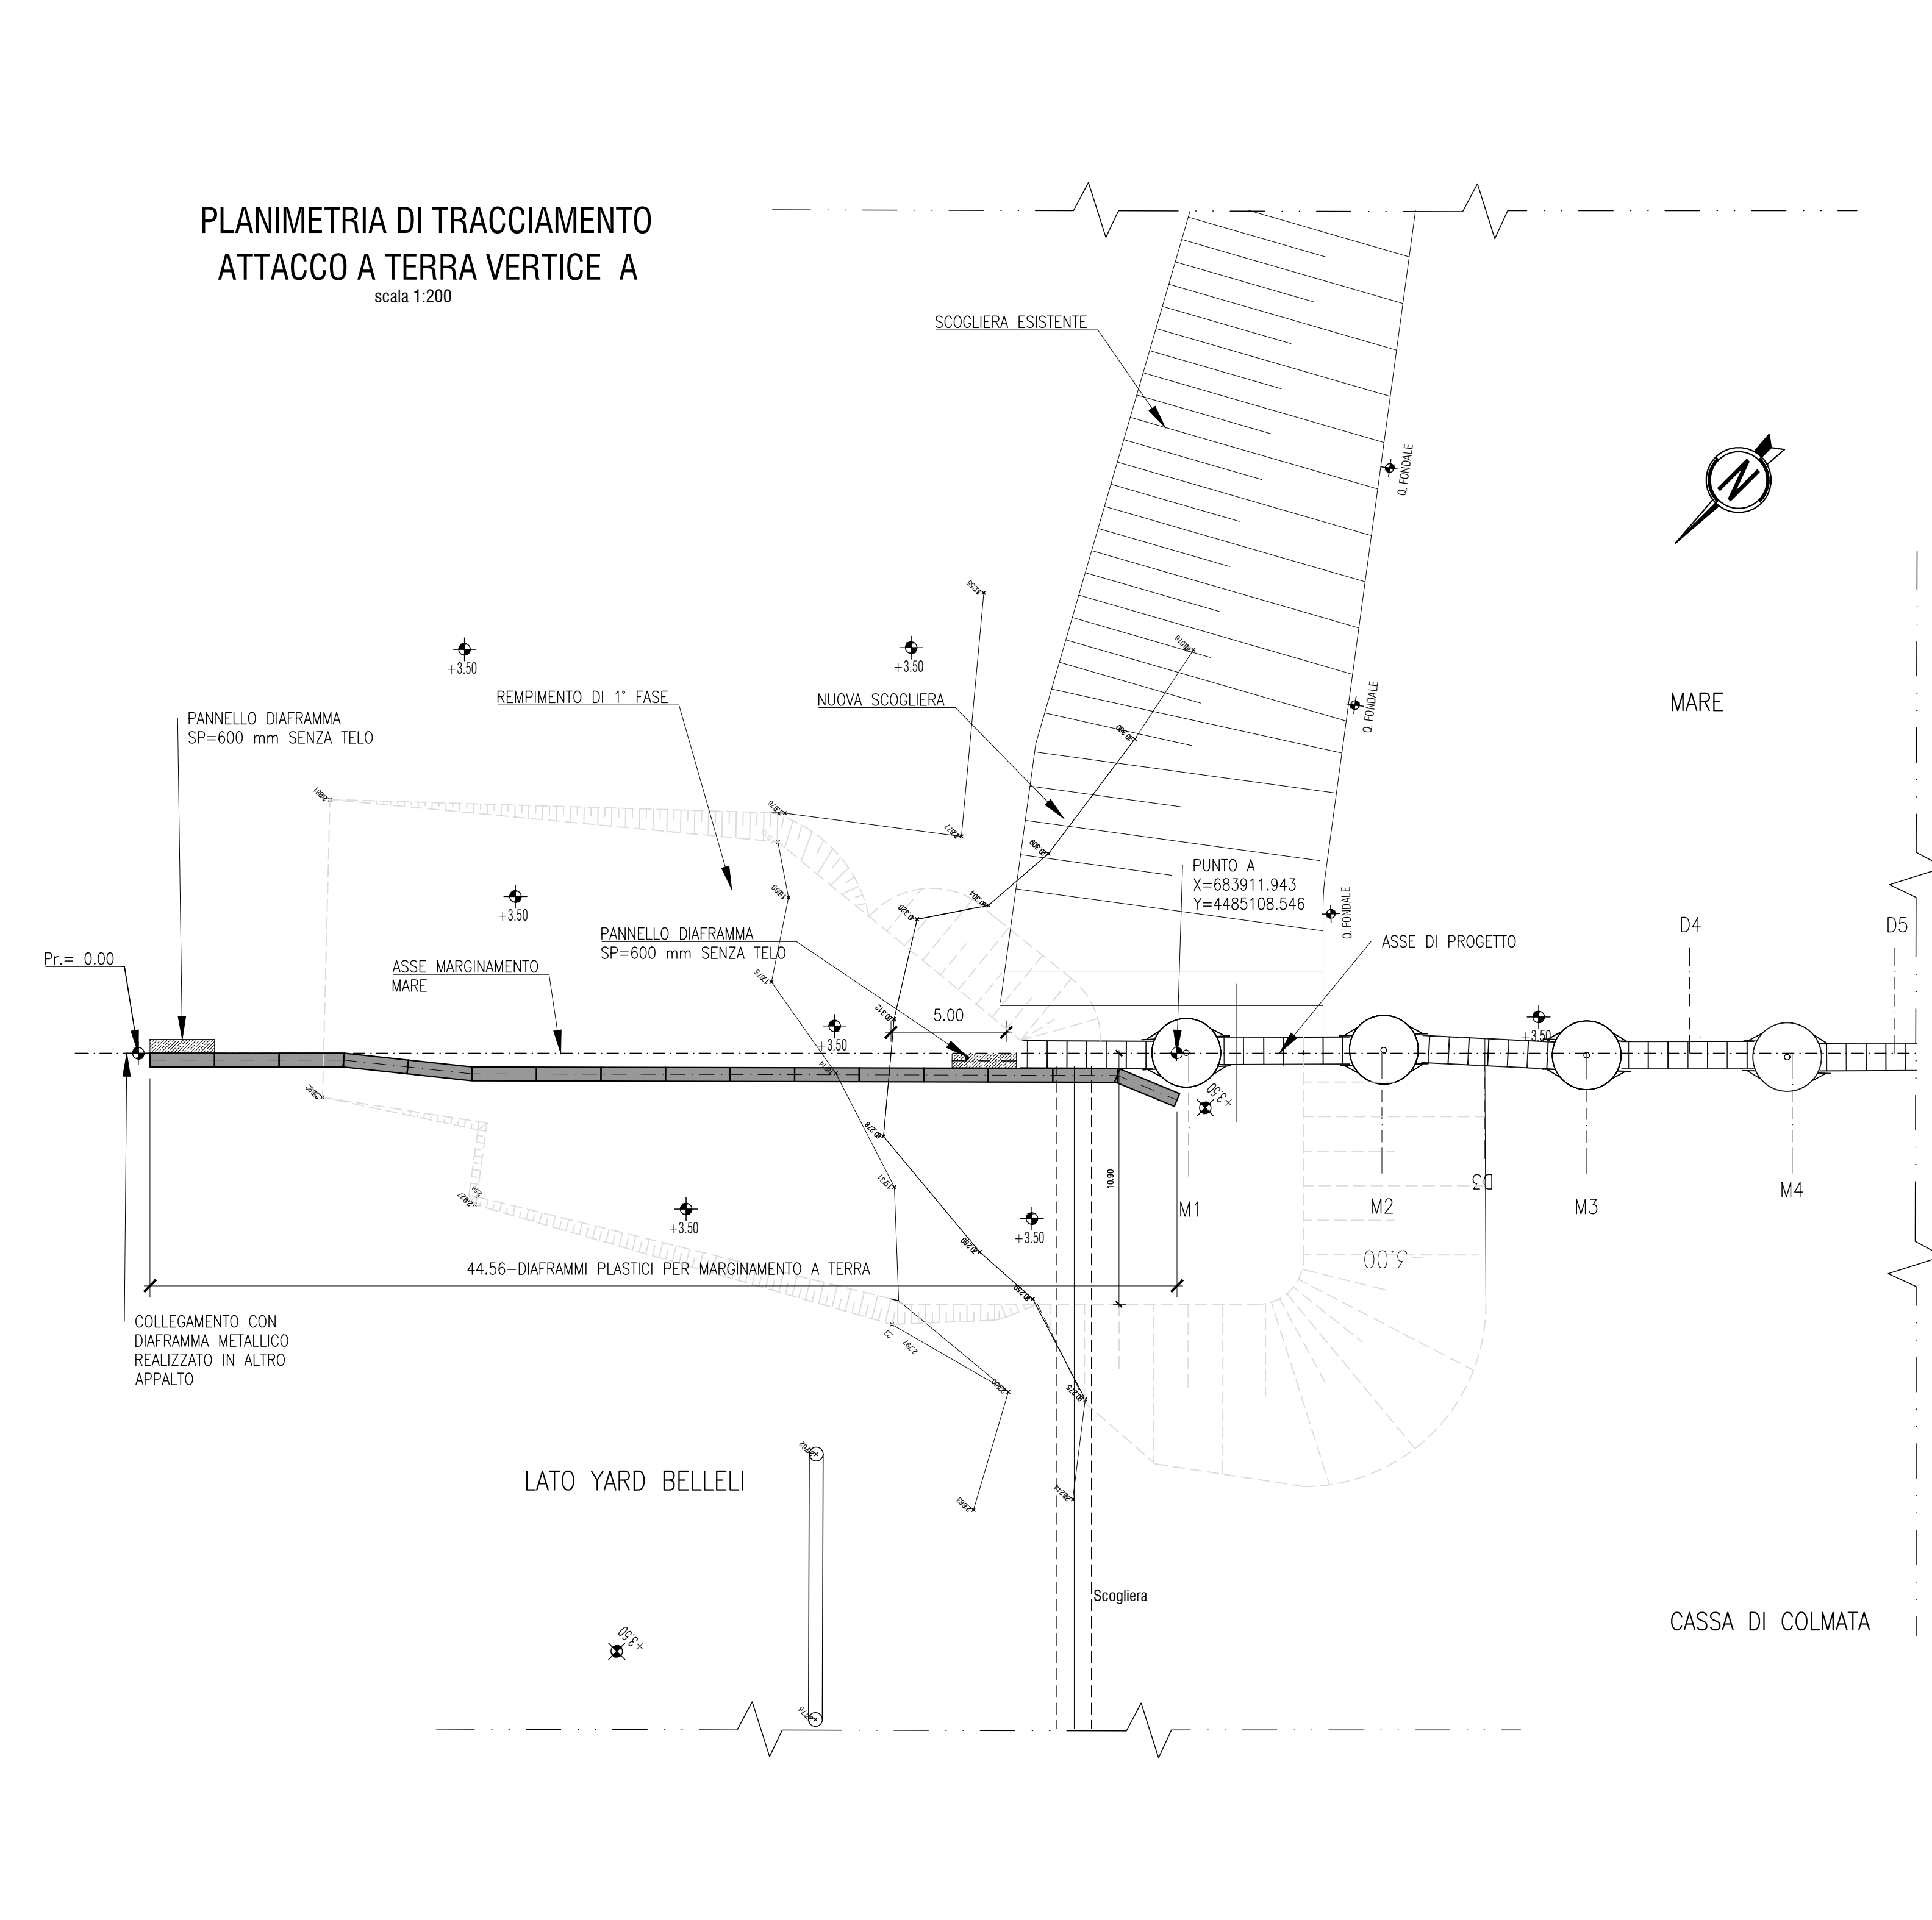 PLANIMETRIA DI TRACCIAMENTO
ATTACCO A TERRA VERTICE A
scala 1:200
SCOGLIERA ESISTENTE
Q. FONDALE
N
+3.50
+3.50
REMPIMENTO DI 1° FASE
NUOVA SCOGLIERA
Q. FONDALE
MARE
PANNELLO DIAFRAMMA
SP=600 mm SENZA TELO
+3.50
PUNTO A
X=683911.943
Y=4485108.546
Q. FONDALE
PANNELLO DIAFRAMMA
SP=600 mm SENZA TELO
ASSE DI PROGETTO
D4
D5
Pr.= 0.00
ASSE MARGINAMENTO
MARE
5.00
+3.50
+3.50
+3.50
10.90
D3
M1
M2
M3
M4
+3.50
+3.50
-3.00
44.56-DIAFRAMMI PLASTICI PER MARGINAMENTO A TERRA
COLLEGAMENTO CON
DIAFRAMMA METALLICO
REALIZZATO IN ALTRO
APPALTO
LATO YARD BELLELI
Scogliera
CASSA DI COLMATA
+3.50